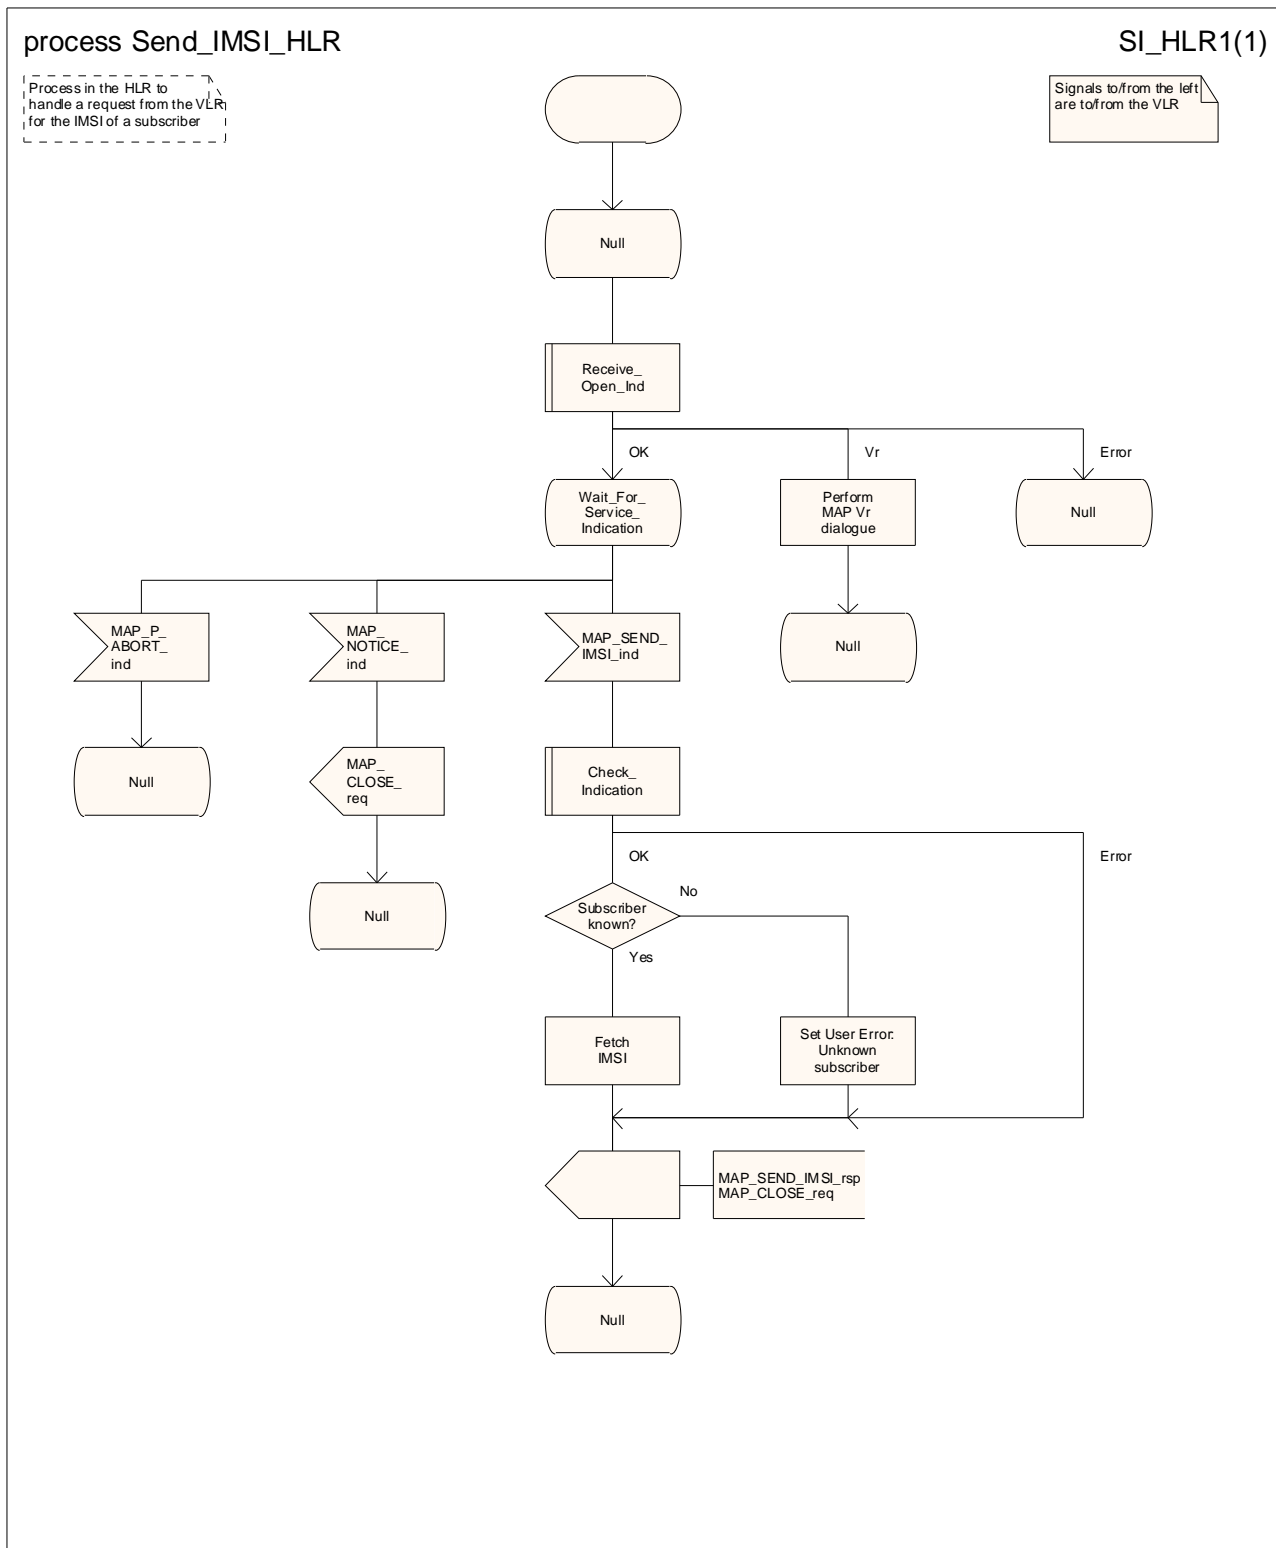 process Send_IMSI_HLR
SI_HLR1(1)
Process in the HLR to
handle a request from the VLR
for the IMSI of a subscriber
Signals to/from the left
are to/from the VLR
Null
Receive_
Open_Ind
OK
Vr
Error
Wait_For_
Service_
Indication
Perform
MAP Vr
dialogue
Null
MAP_P_
ABORT_
ind
MAP_
NOTICE_
ind
MAP_SEND_
IMSI_ind
Null
Null
MAP_
CLOSE_
req
Check_
Indication
OK
Error
Null
Subscriber
known?
No
Yes
Fetch
IMSI
Set User Error:
Unknown
subscriber
MAP_SEND_IMSI_rsp
MAP_CLOSE_req
Null